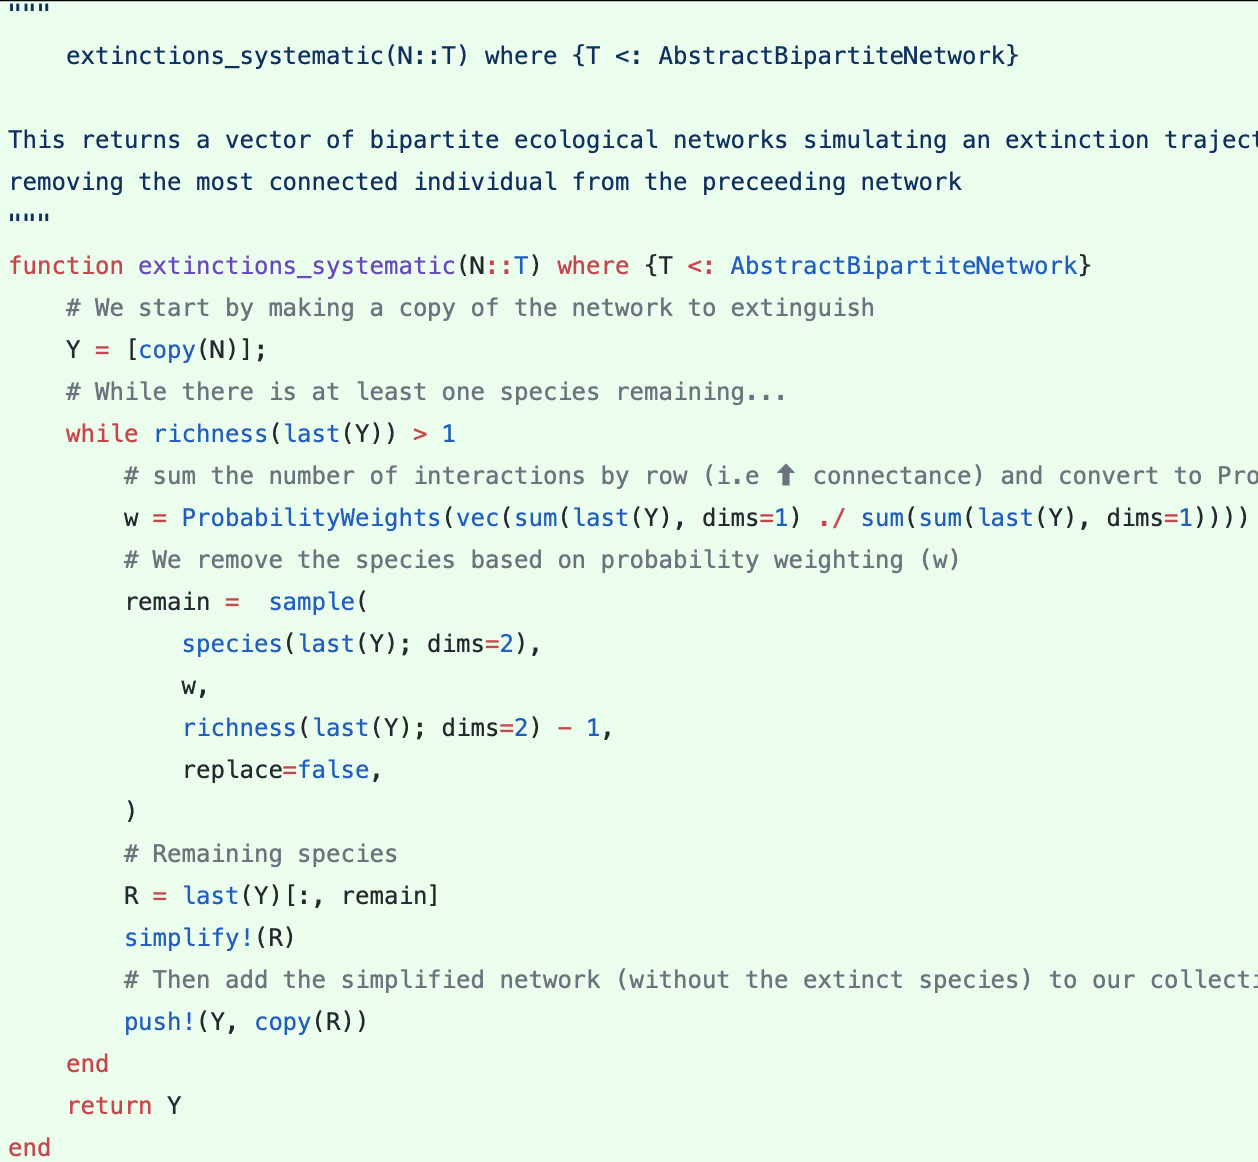 """
    extinctions_systematic(N::T) where {T <: AbstractBipartiteNetwork}

This returns a vector of bipartite ecological networks simulating an extinction
removing the most connected individual from the preceeding network
"""
function extinctions_systematic(N::T) where {T <: AbstractBipartiteNetwork}
    # We start by making a copy of the network to extinguish
    Y = [copy(N)];
    # While there is at least one species remaining...
    while richness(last(Y)) > 1
        # sum the number of interactions by row (i.e ⬆ connectance) and convert to
        w = ProbabilityWeights(vec(sum(last(Y), dims=1) ./ sum(sum(last(Y), dims=1))))
        # We remove the species based on probability weighting (w)
        remain =  sample(
            species(last(Y); dims=2),
            w,
            richness(last(Y); dims=2) - 1,
            replace=false,
        )
        # Remaining species
        R = last(Y)[:, remain]
        simplify!(R)
        # Then add the simplified network (without the extinct species) to our
        push!(Y, copy(R))
    end
    return Y
end